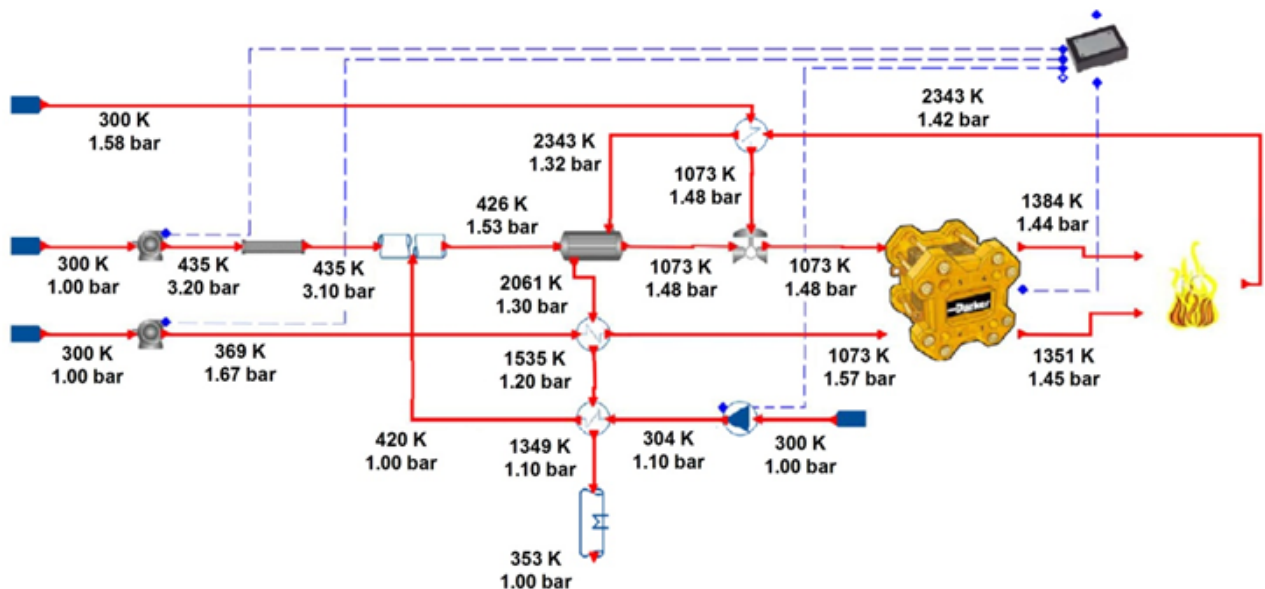 300 K
1.58 bar
2343 K
1.42 bar
2343 K
1.32 bar
1073 K
1.48 bar
426 K
1.53 bar
1384 K
1.44 bar
300 K
1.00 bar
435 K
3.20 bar
435 K
3.10 bar
1073 K
1.48 bar
1073 K
1.48 bar
2061 K
1.30 bar
Parker
300 K
1.00 bar
369 K
1.67 bar
1535 K
1.20 bar
1073 K
1.57 bar
1351 K
1.45 bar
420 K
1.00 bar
1349 K
1.10 bar
304 K
1.10 bar
300 K
1.00 bar
353 K
1.00 bar